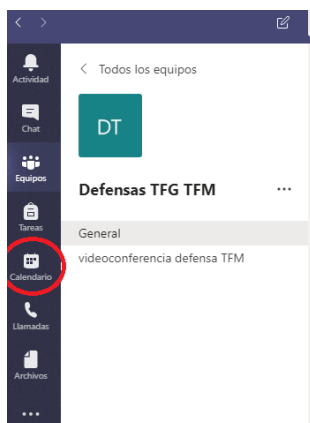 Actividad
Chat
Equipos
Tareas
Calendario
Llamadas
Archivos
Todos los equipos
DT
Defensas TFG TFM
General
videoconferencia defensa TFM